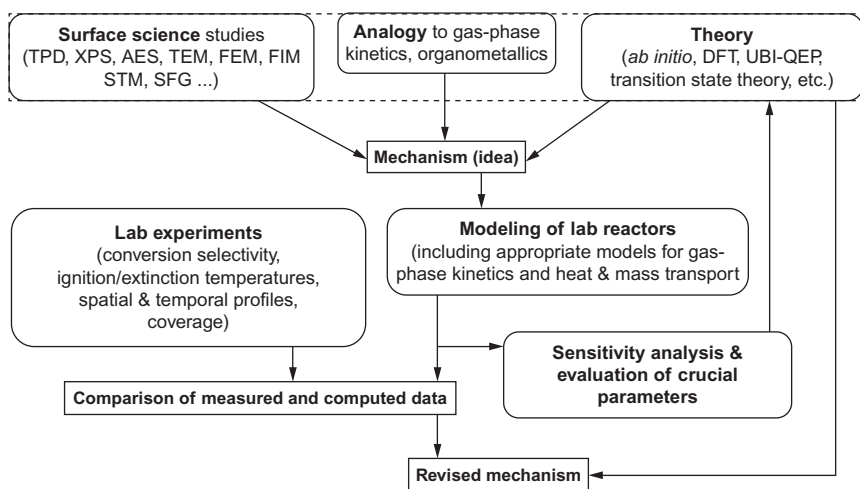 Surface science studies
(TPD, XPS, AES, TEM, FEM, FIM
STM, SFG ...)
Analogy to gas-phase
kinetics, organometallics
Theory
(ab initio, DFT, UBI-QEP,
transition state theory, etc.)
Mechanism (idea)
Lab experiments
(conversion selectivity,
ignition/extinction temperatures,
spatial & temporal profiles,
coverage)
Modeling of lab reactors
(including appropriate models for gas-
phase kinetics and heat & mass transport
Sensitivity analysis &
evaluation of crucial
parameters
Comparison of measured and computed data
Revised mechanism